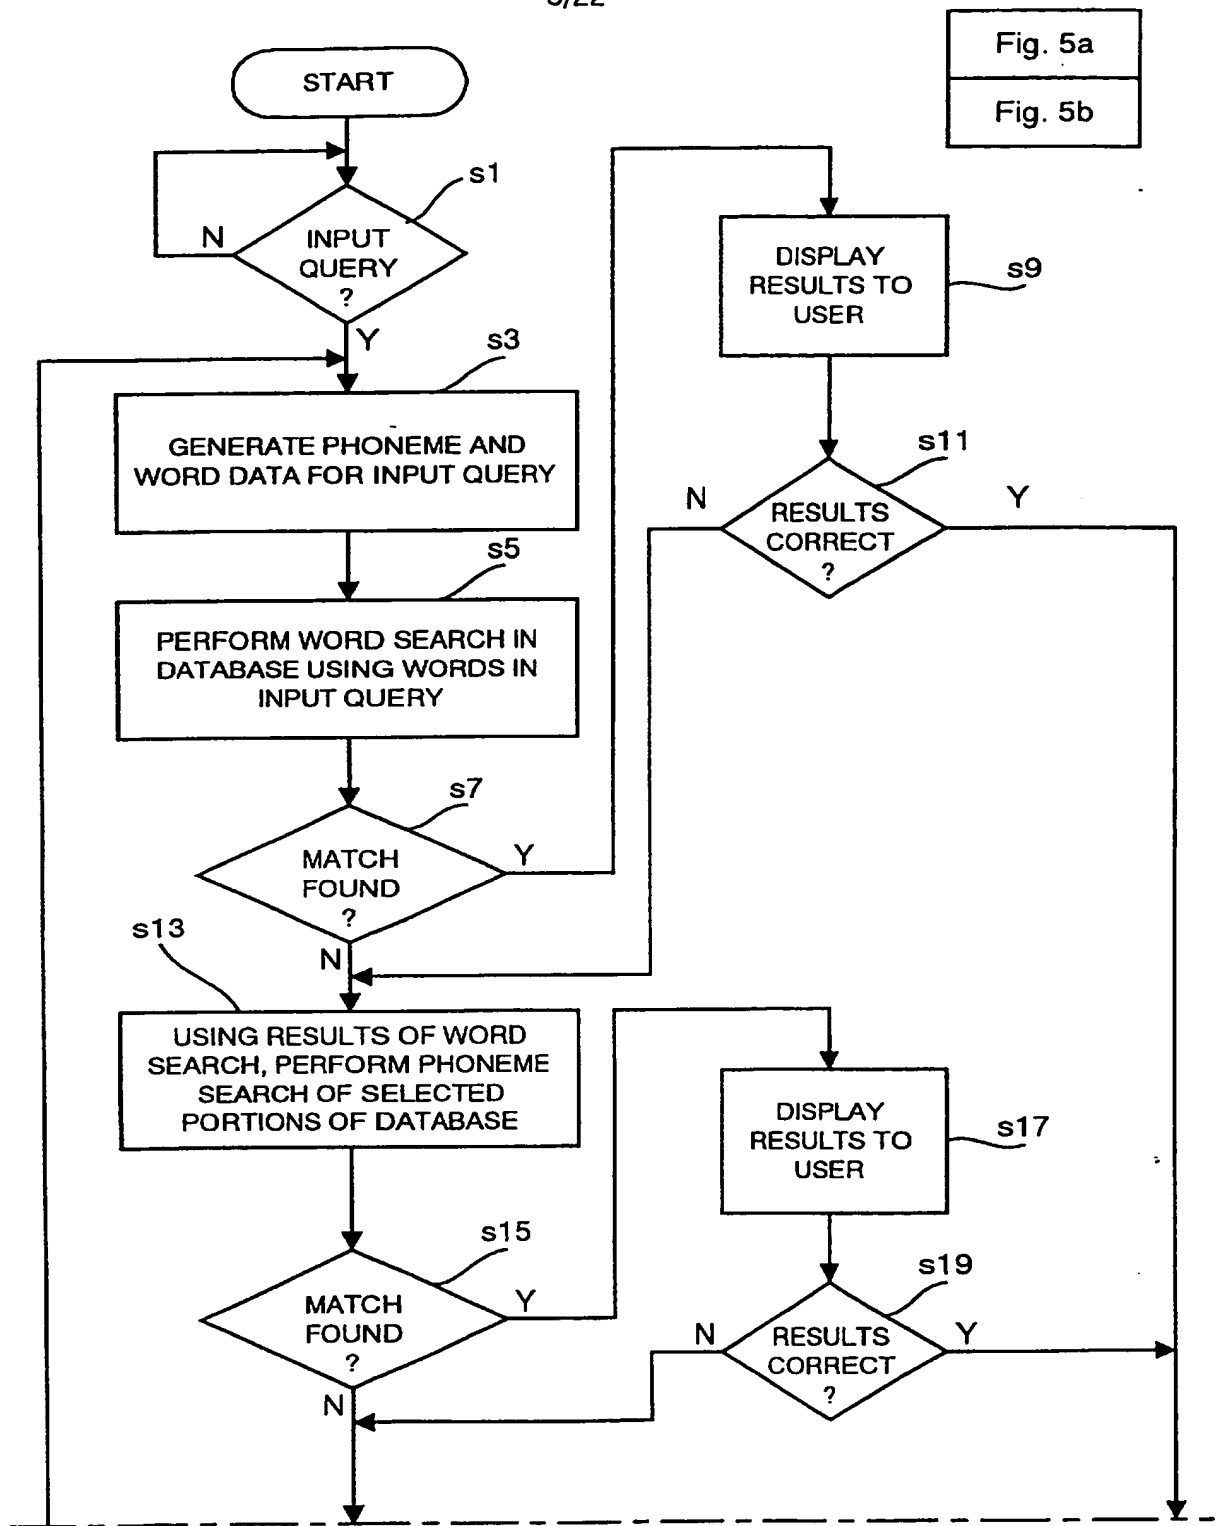 Fig. 5a
Fig. 5b
START
s1
N
INPUT
QUERY
?
Y
s3
GENERATE PHONEME AND
WORD DATA FOR INPUT QUERY
s5
PERFORM WORD SEARCH IN
DATABASE USING WORDS IN
INPUT QUERY
s7
MATCH
FOUND
?
Y
N
s9
DISPLAY
RESULTS TO
USER
s11
N
RESULTS
CORRECT
?
Y
s13
USING RESULTS OF WORD
SEARCH, PERFORM PHONEME
SEARCH OF SELECTED
PORTIONS OF DATABASE
s15
MATCH
FOUND
?
Y
N
s17
DISPLAY
RESULTS TO
USER
s19
N
RESULTS
CORRECT
?
Y